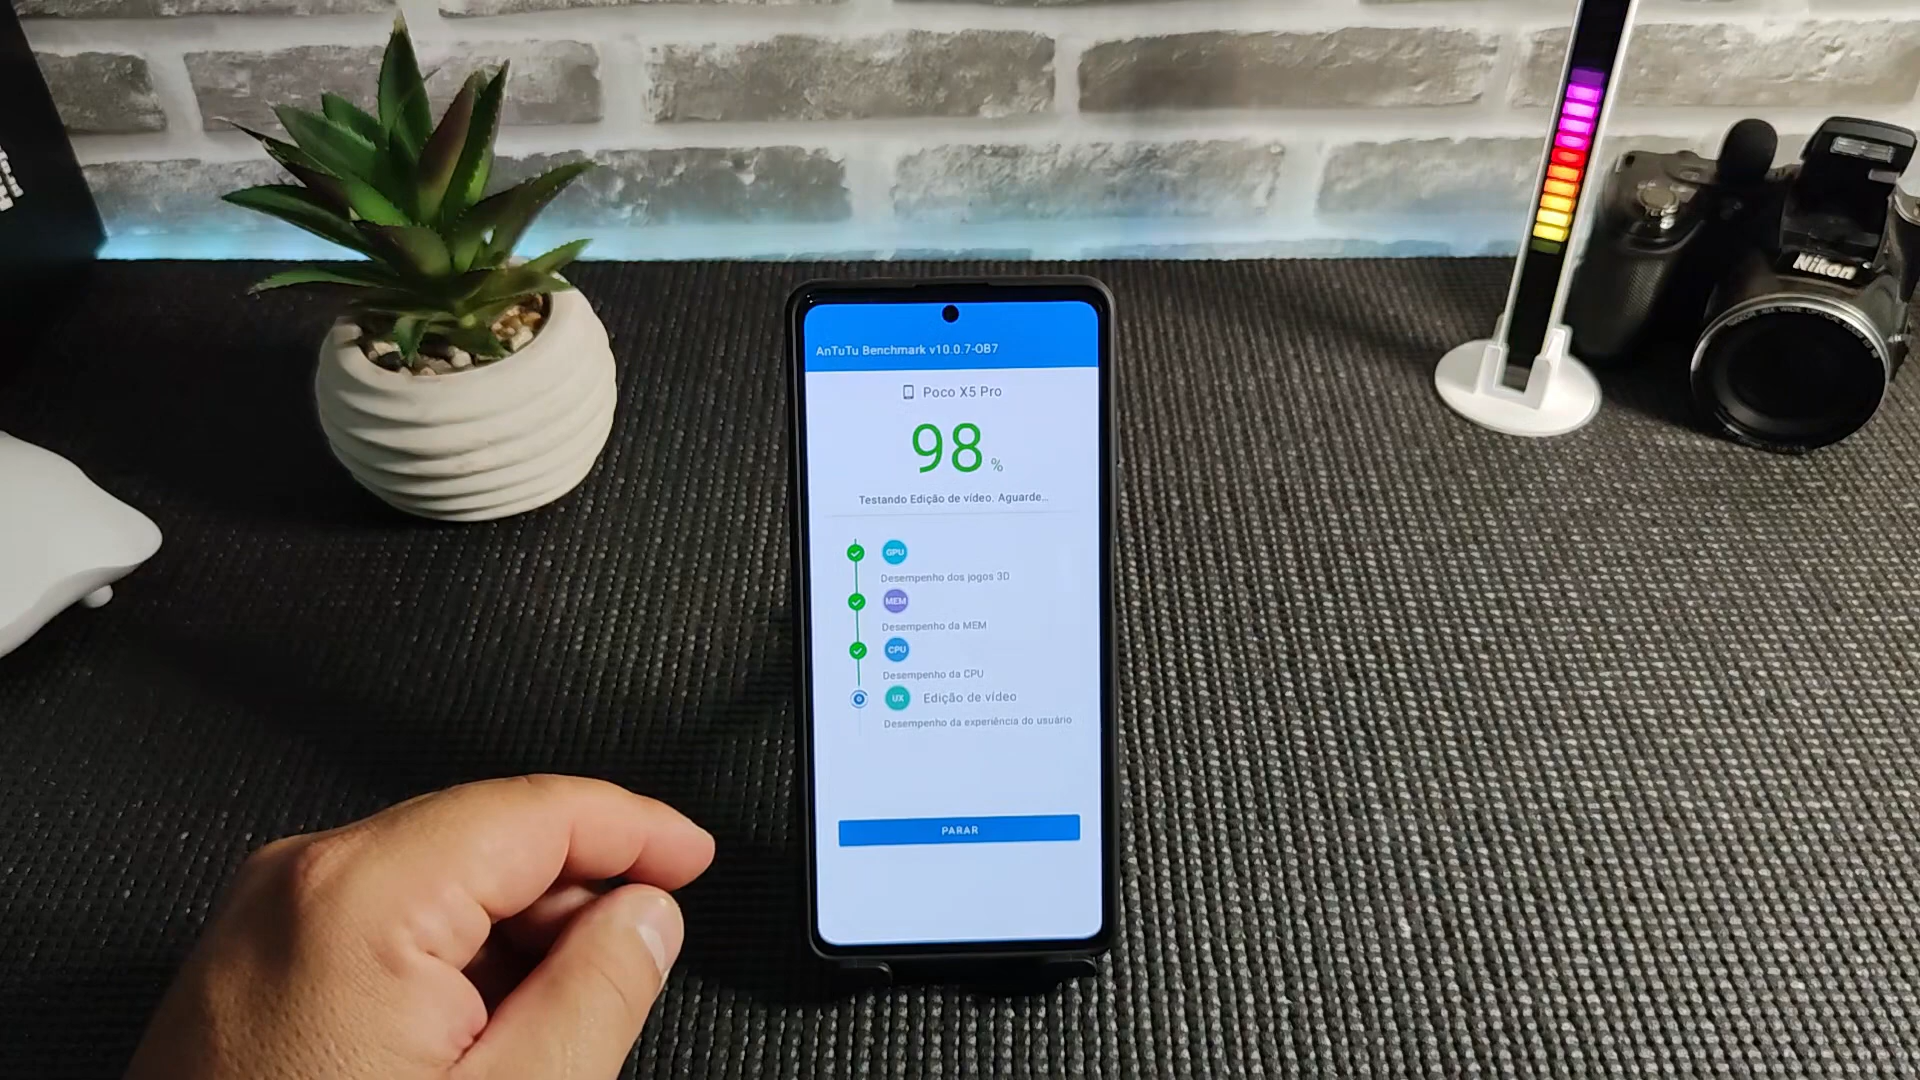 AnTuTu Benchmark v10.0.7-OB7
Poco X5 Pro
98 %
Testando Edição de vídeo. Aguarde...
GPU
Desempenho dos jogos 3D
MEM
Desempenho da MEM
CPU
Desempenho da CPU
UX Edição de vídeo
Desempenho da experiência do usuário
PARAR
Nikon